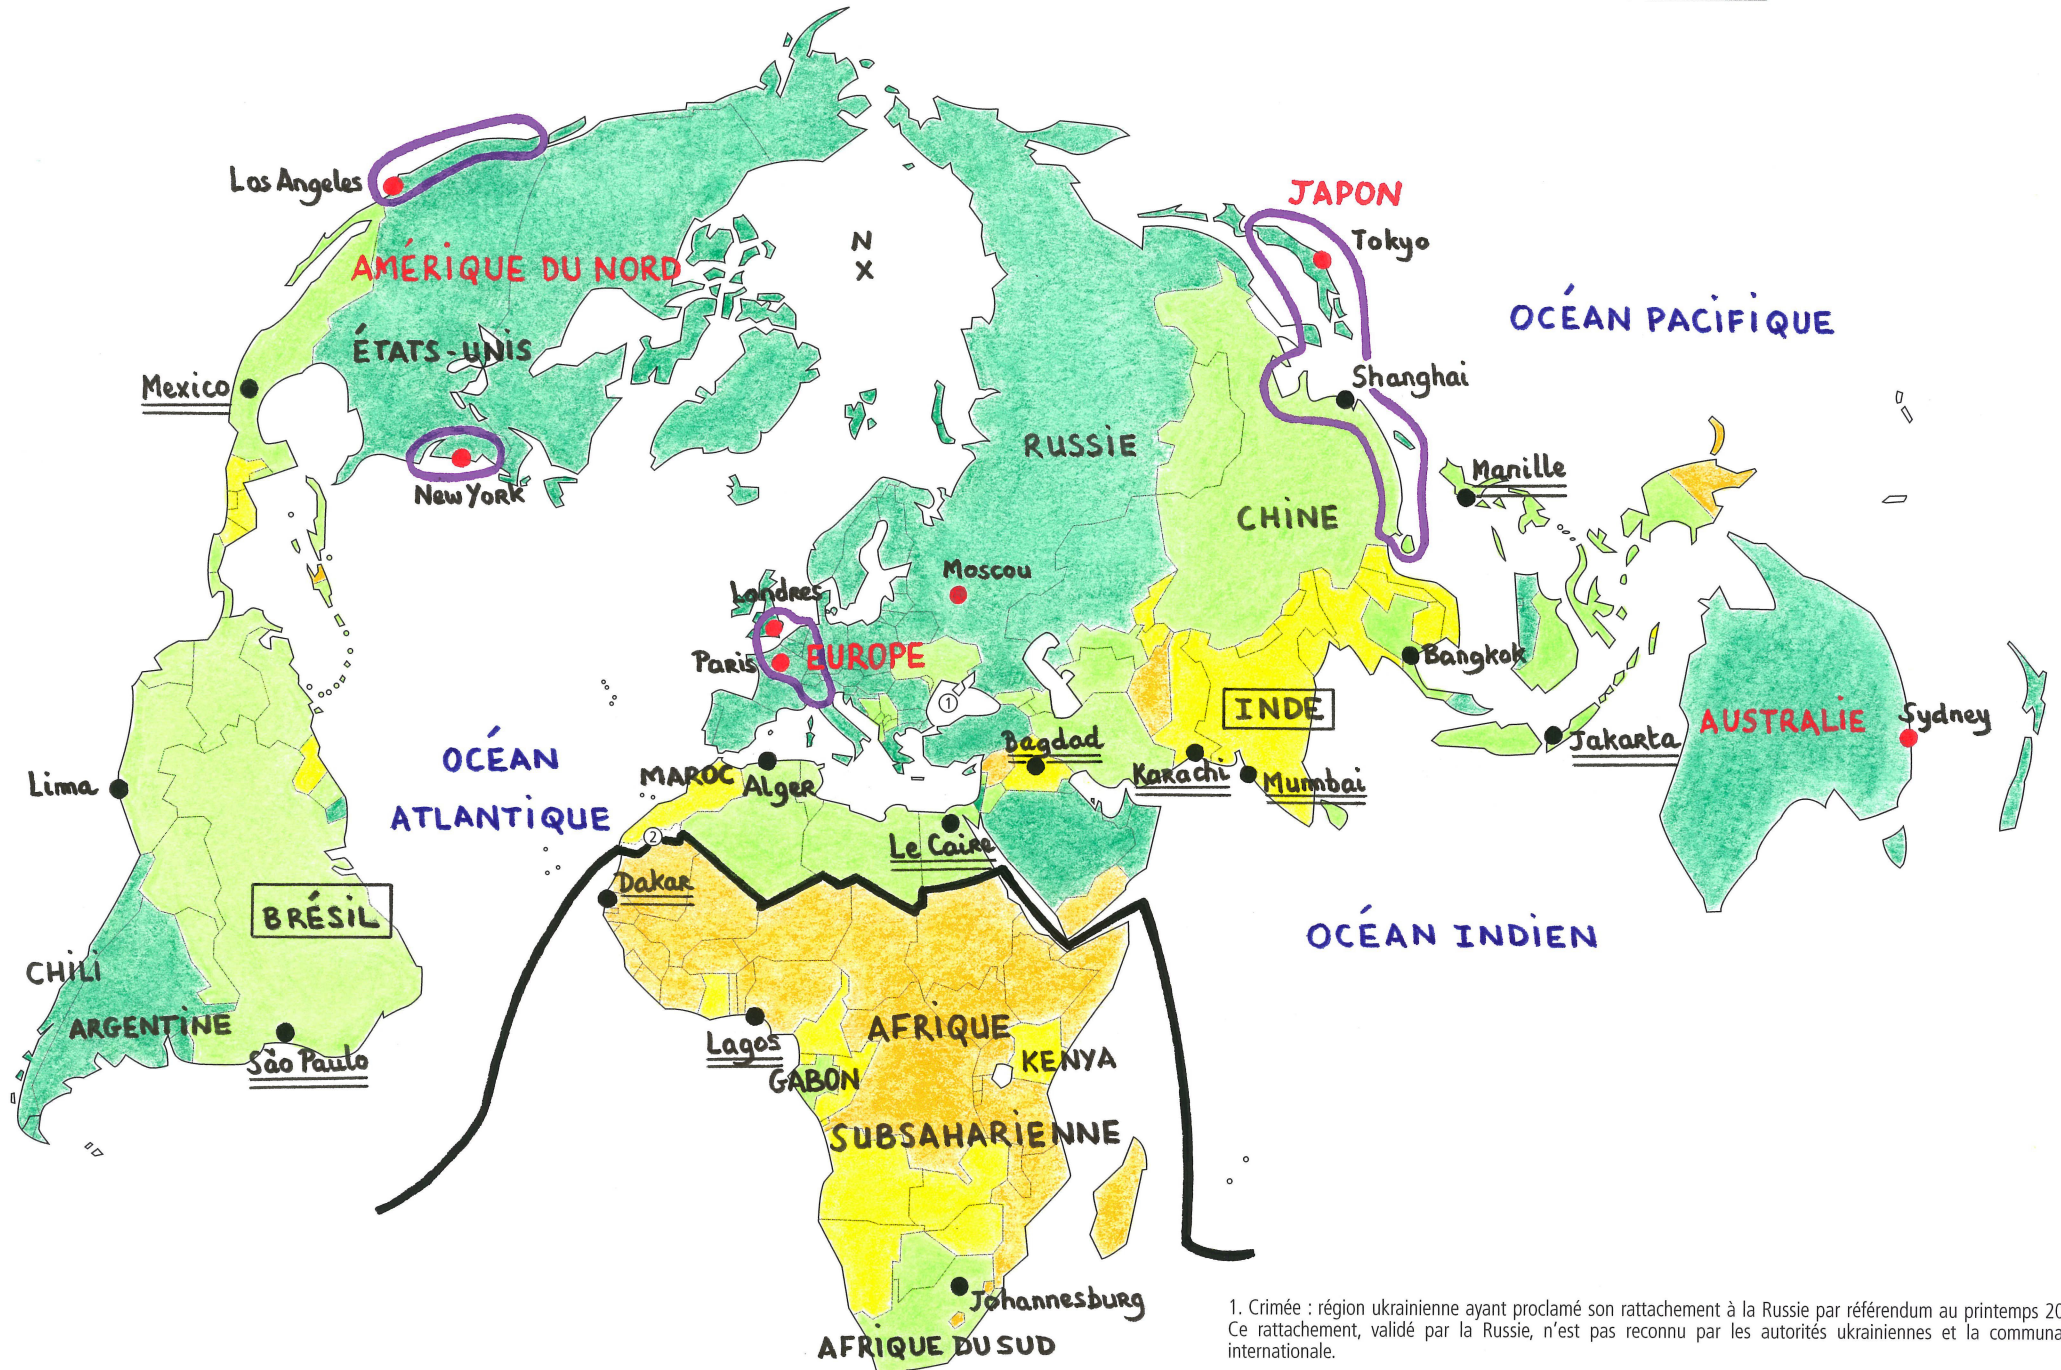 Los Angeles
JAPON
N
X
Tokyo
AMÉRIQUE DU NORD
OCÉAN PACIFIQUE
ÉTATS-UNIS
Mexico
Shanghai
RUSSIE
Manille
New York
CHINE
Moscou
Londres
Paris
EUROPE
Bangkok
1
INDE
AUSTRALIE
Sydney
Bagdad
Jakarta
OCÉAN
ATLANTIQUE
MAROC
Alger
Karachi
Mumbai
Lima
2
Le Caire
Dakar
BRÉSIL
OCÉAN INDIEN
CHILI
ARGENTINE
São Paulo
AFRIQUE
Lagos
KENYA
GABON
SUBSAHARIENNE
Johannesburg
AFRIQUE DU SUD
1. Crimée : région ukrainienne ayant proclamé son rattachement à la Russie par référendum au printemps 20
Ce rattachement, validé par la Russie, n'est pas reconnu par les autorités ukrainiennes et la communa
internationale.